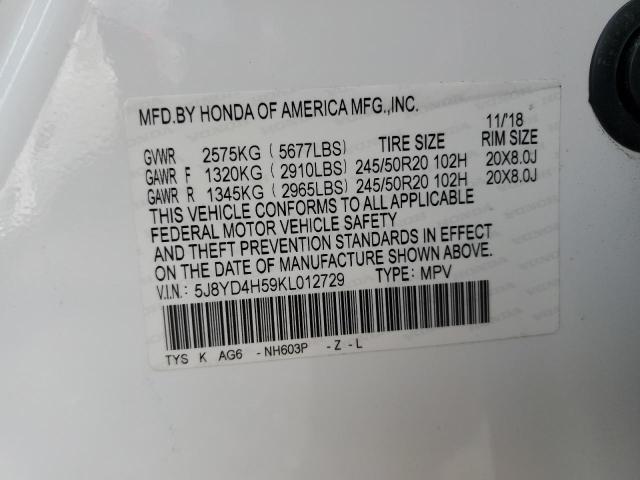 MFD.BY HONDA OF AMERICA MFG.,INC.
11/18
GVWR 2575KG ( 5677LBS) TIRE SIZE RIM SIZE
GAWR F 1320KG ( 2910LBS) 245/50R20 102H 20X8.0J
GAWR R 1345KG ( 2965LBS) 245/50R20 102H 20X8.0J
THIS VEHICLE CONFORMS TO ALL APPLICABLE
FEDERAL MOTOR VEHICLE SAFETY
AND THEFT PREVENTION STANDARDS IN EFFECT
ON THE DATE OF MANUFACTURE SHOWN ABOVE.
V.I.N.: 5J8YD4H59KL012729 TYPE: MPV
TYS K AG6 -NH603P -Z -L